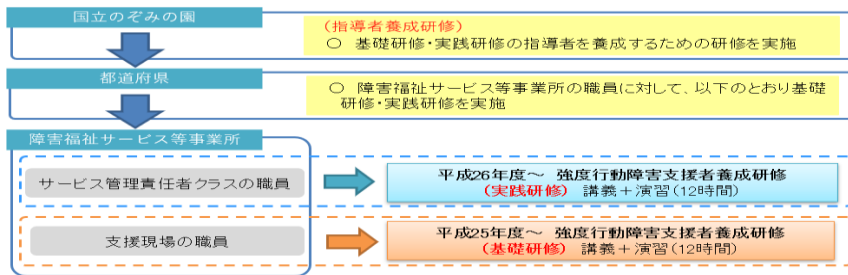 国立のぞみの園
(指導者養成研修)
○ 基礎研修・実践研修の指導者を養成するための研修を実施
都道府県
○ 障害福祉サービス等事業所の職員に対して、以下のとおり基礎
研修・実践研修を実施
障害福祉サービス等事業所
サービス管理責任者クラスの職員
平成26年度～ 強度行動障害支援者養成研修
(実践研修) 講義+演習(12時間)
支援現場の職員
平成25年度～ 強度行動障害支援者養成研修
(基礎研修) 講義+演習(12時間)